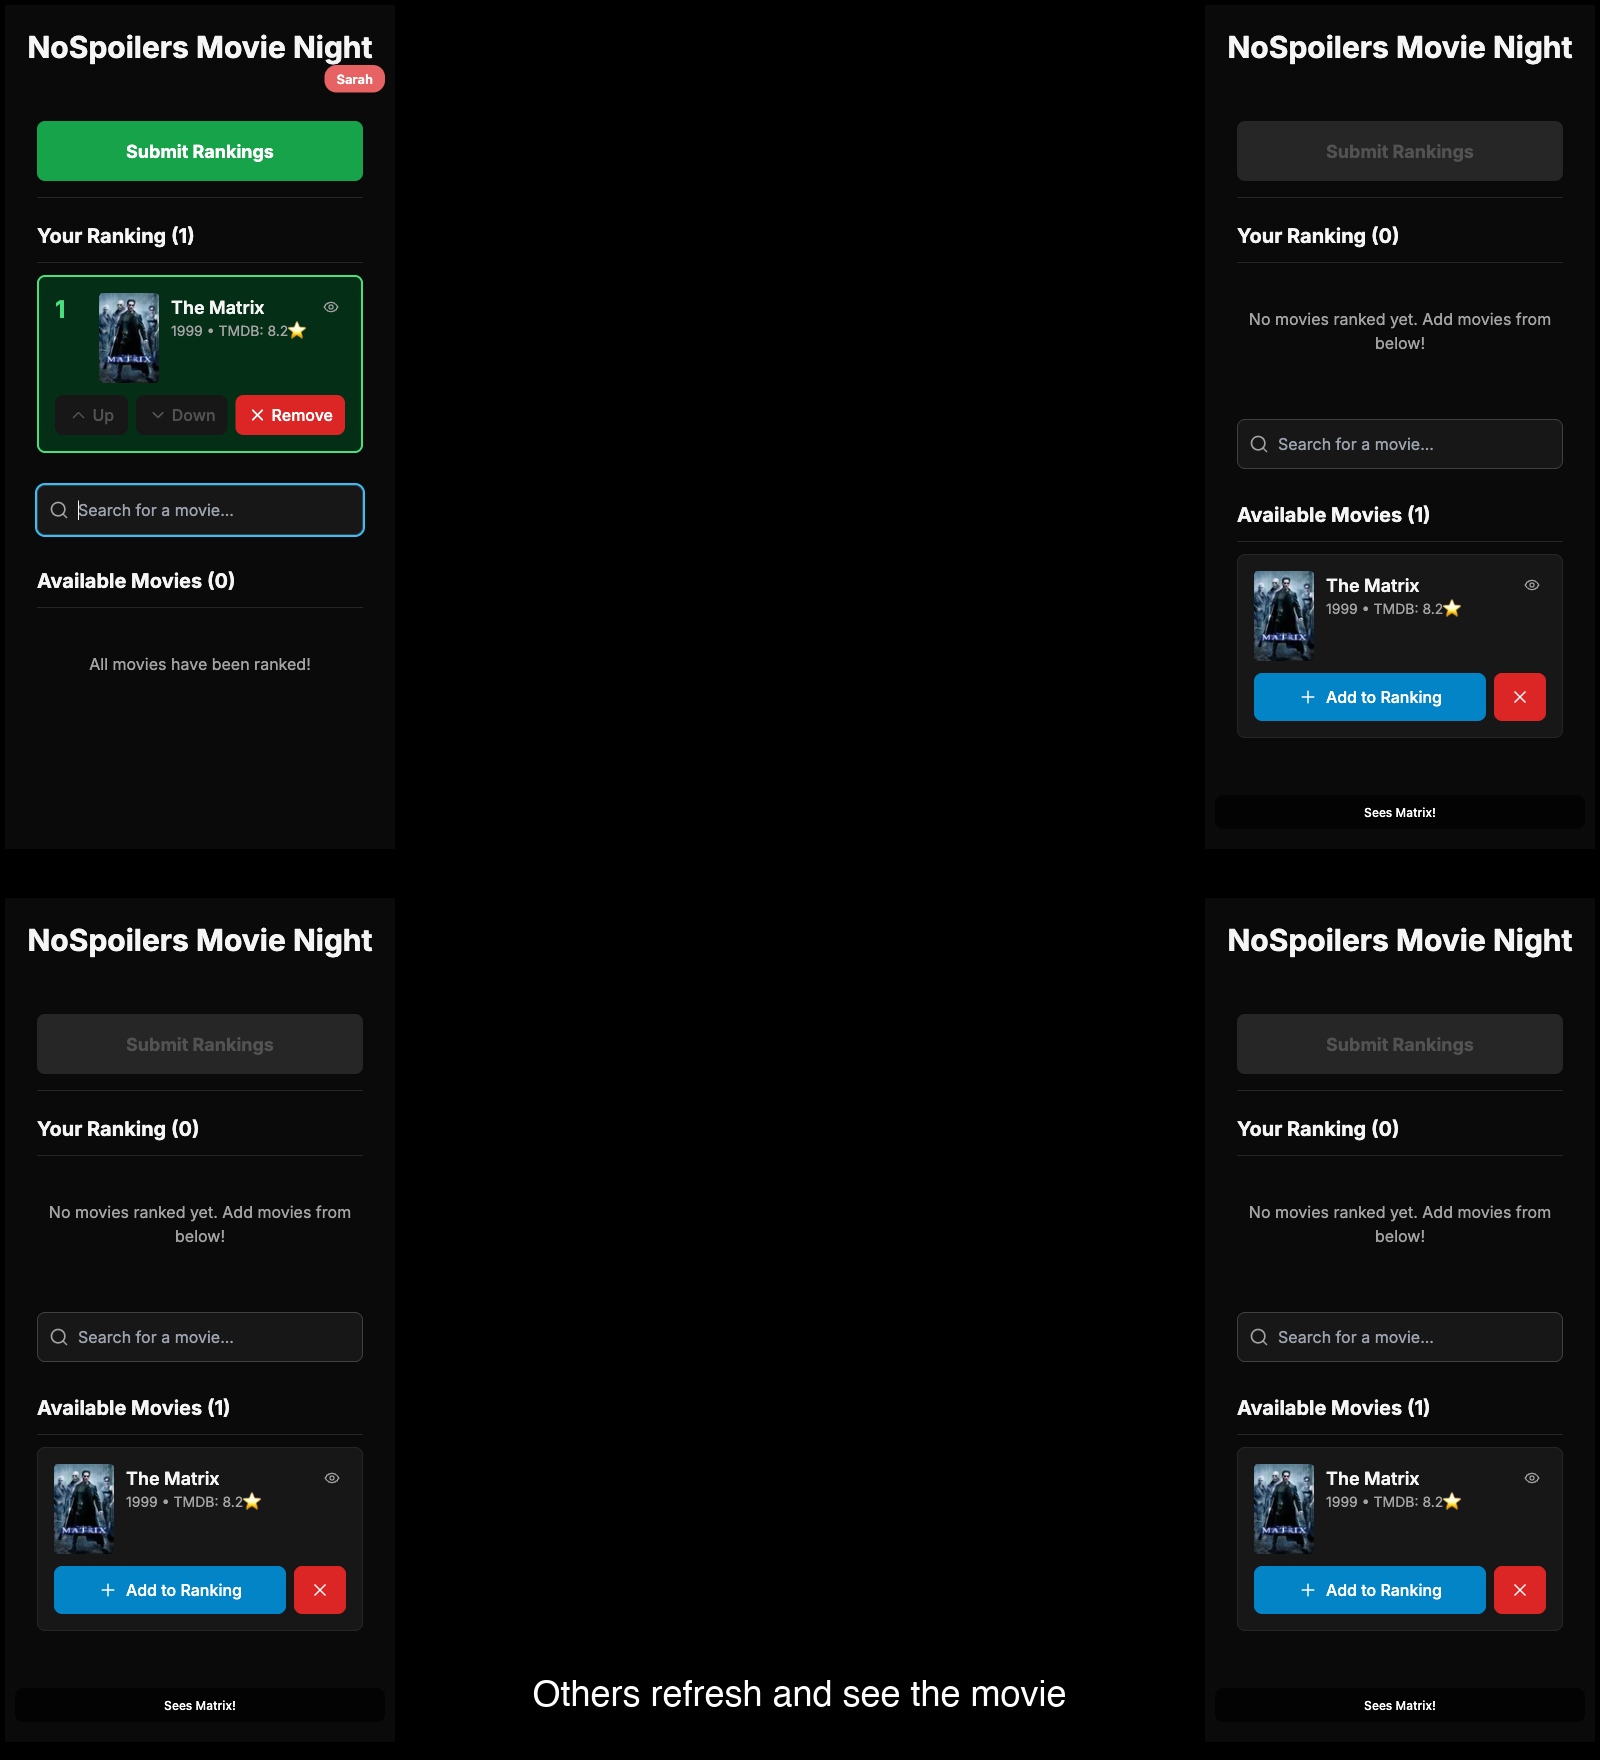 NoSpoilers Movie Night
Sarah
Submit Rankings
Your Ranking (1)
1
The Matrix
1999 • TMDB: 8.2⭐
MATRIX
Up
Down
Remove
Search for a movie...
Available Movies (0)
All movies have been ranked!
NoSpoilers Movie Night
Submit Rankings
Your Ranking (0)
No movies ranked yet. Add movies from
below!
Search for a movie...
Available Movies (1)
The Matrix
1999 • TMDB: 8.2⭐
MATRIX
Add to Ranking
Sees Matrix!
NoSpoilers Movie Night
Submit Rankings
Your Ranking (0)
No movies ranked yet. Add movies from
below!
Search for a movie...
Available Movies (1)
The Matrix
1999 • TMDB: 8.2⭐
MATRIX
Add to Ranking
Sees Matrix!
Others refresh and see the movie
NoSpoilers Movie Night
Submit Rankings
Your Ranking (0)
No movies ranked yet. Add movies from
below!
Search for a movie...
Available Movies (1)
The Matrix
1999 • TMDB: 8.2⭐
MATRIX
Add to Ranking
Sees Matrix!